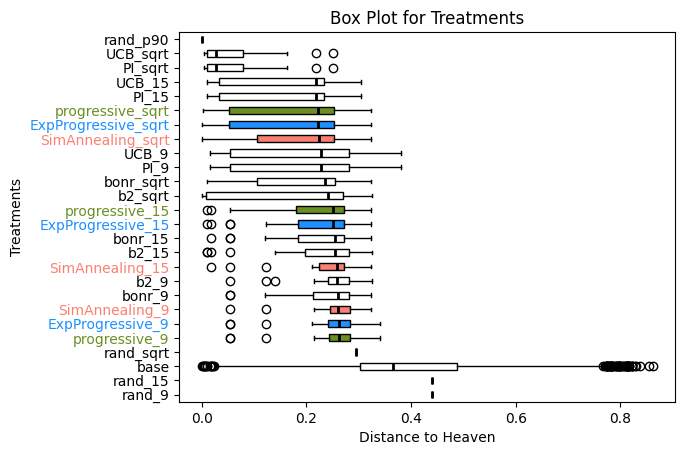 Box Plot for Treatments
Treatments
rand_p90
UCB_sqrt
PI_sqrt
UCB_15
PI_15
progressive_sqrt
ExpProgressive_sqrt
SimAnnealing_sqrt
UCB_9
PI_9
bonr_sqrt
b2_sqrt
progressive_15
ExpProgressive_15
bonr_15
b2_15
SimAnnealing_15
b2_9
bonr_9
SimAnnealing_9
ExpProgressive_9
progressive_9
rand_sqrt
base
rand_15
rand_9
0.0 0.2 0.4 0.6 0.8
Distance to Heaven